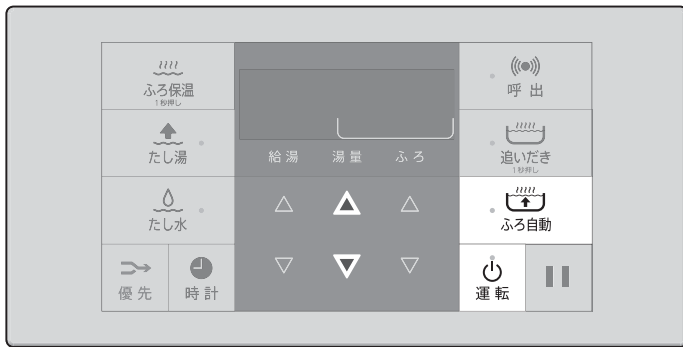 ふろ保温
1秒押し
たし湯
たし水
優先
時計
給湯 湯量 ふろ
呼出
追いだき
1秒押し
ふろ自動
運転